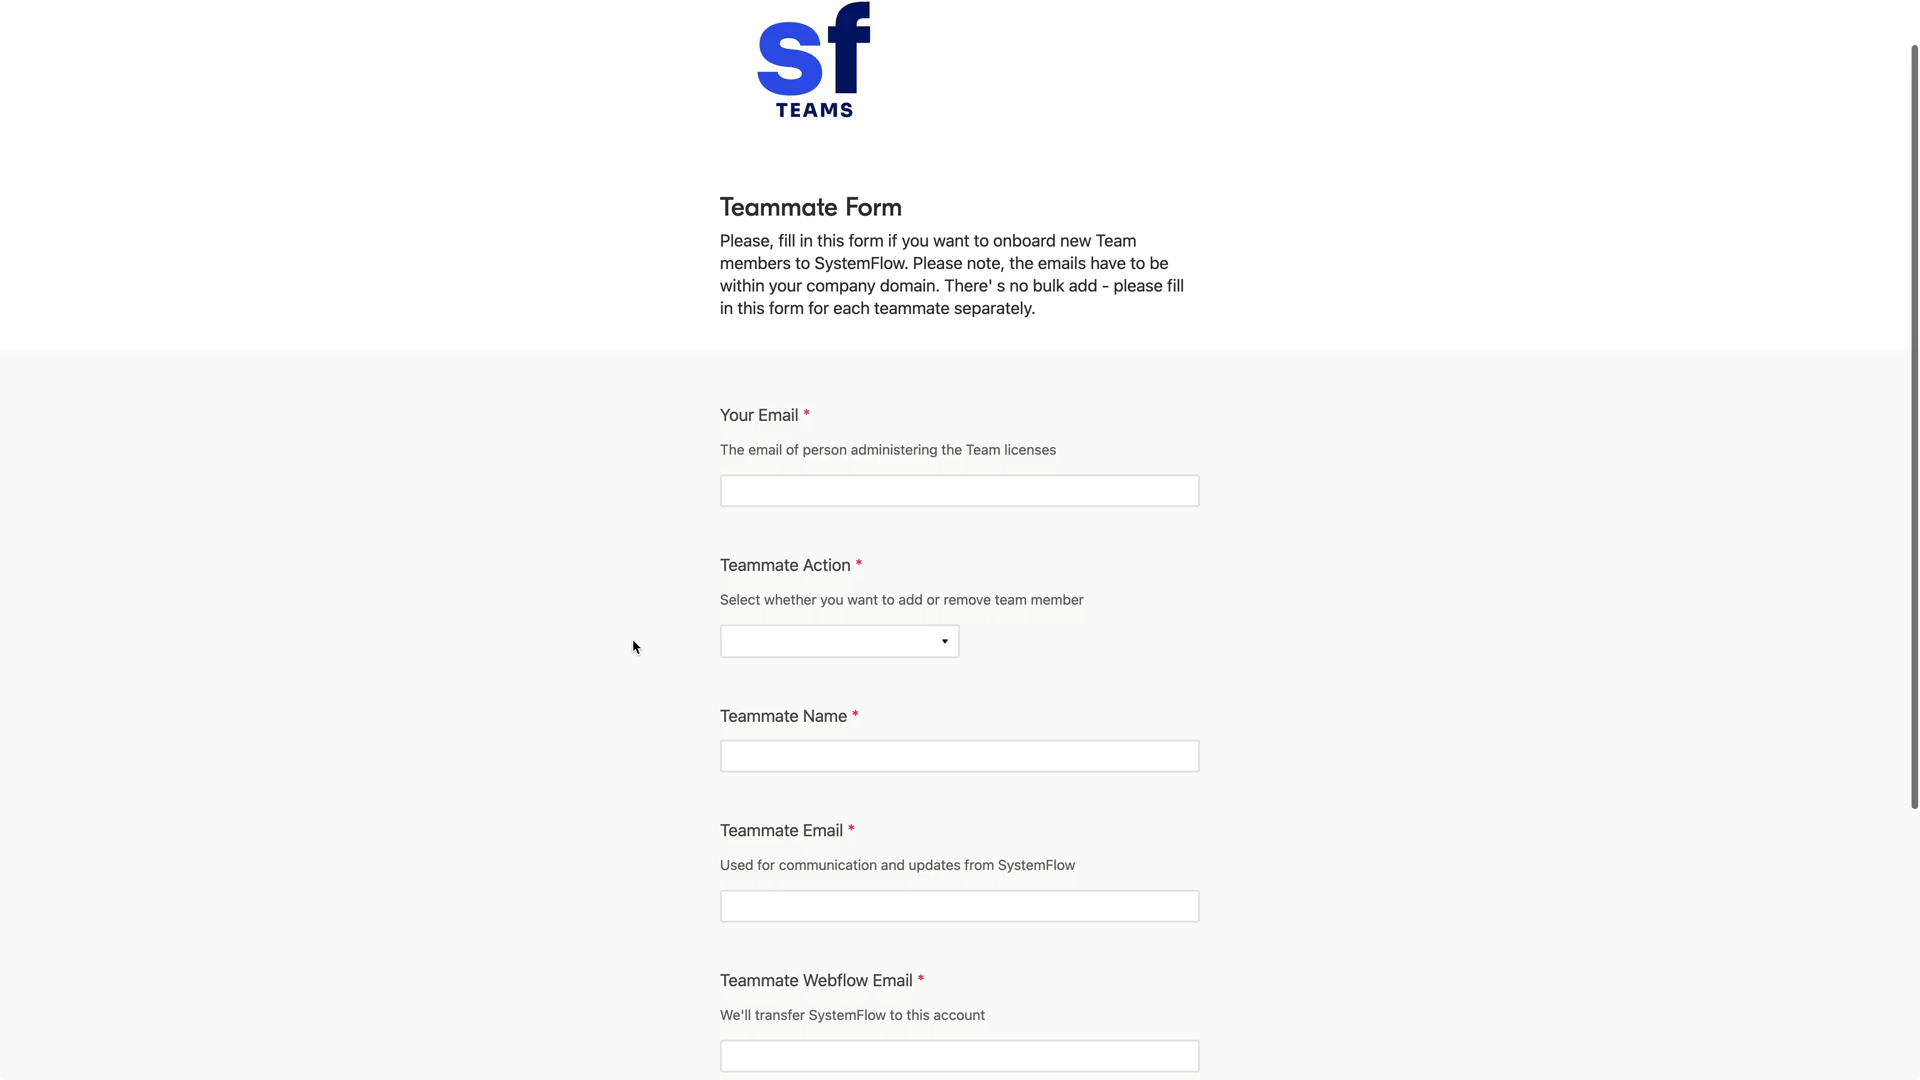 sf
TEAMS
Teammate Form
Please, fill in this form if you want to onboard new Team
members to SystemFlow. Please note, the emails have to be
within your company domain. There' s no bulk add - please fill
in this form for each teammate separately.
Your Email *
The email of person administering the Team licenses
Teammate Action *
Select whether you want to add or remove team member
Teammate Name *
Teammate Email *
Used for communication and updates from SystemFlow
Teammate Webflow Email *
We'll transfer SystemFlow to this account